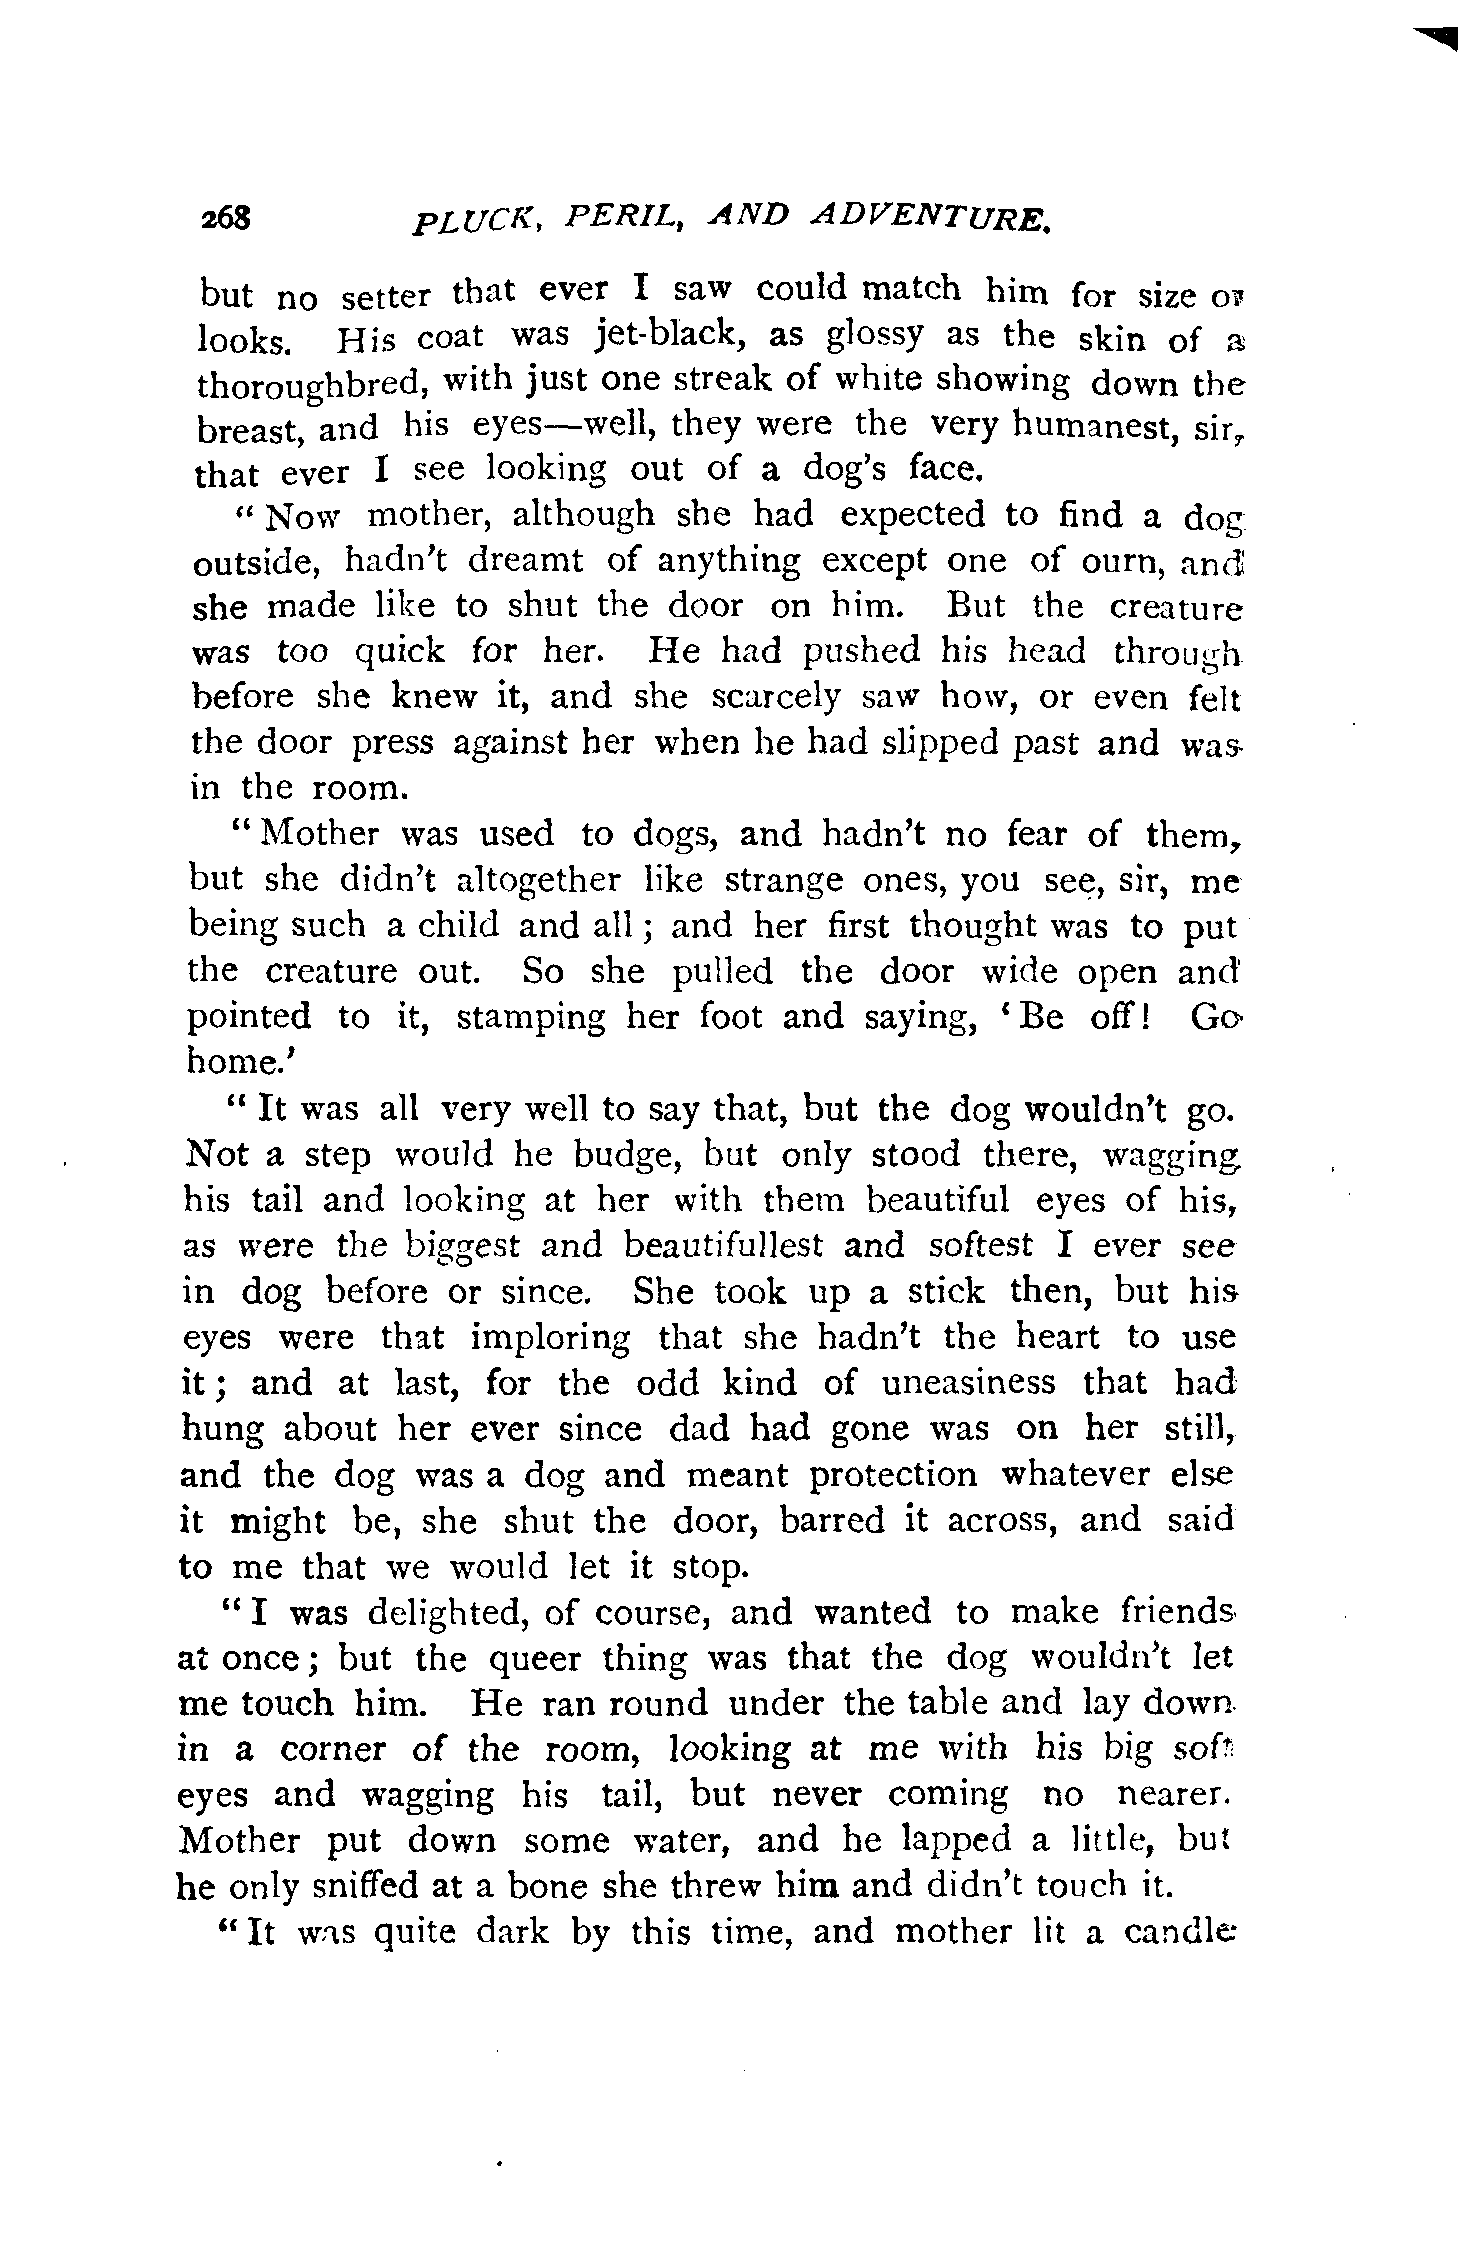 268 PLUCK, PERIL, AND ADVENTURE.
but no setter that ever I saw could match him for size or
looks. His coat was jet-black, as glossy as the skin of a
thoroughbred, with just one streak of white showing down the
breast, and his eyes—well, they were the very humanest, sir,
that ever I see looking out of a dog's face.
“ Now mother, although she had expected to find a dog
outside, hadn't dreamt of anything except one of ourn, and
she made like to shut the door on him. But the creature
was too quick for her. He had pushed his head through
before she knew it, and she scarcely saw how, or even felt
the door press against her when he had slipped past and was
in the room.
“ Mother was used to dogs, and hadn't no fear of them,
but she didn't altogether like strange ones, you see, sir, me
being such a child and all ; and her first thought was to put
the creature out. So she pulled the door wide open and
pointed to it, stamping her foot and saying, ‘ Be off ! Go
home.’
“ It was all very well to say that, but the dog wouldn't go.
Not a step would he budge, but only stood there, wagging
his tail and looking at her with them beautiful eyes of his,
as were the biggest and beautifullest and softest I ever see
in dog before or since. She took up a stick then, but his
eyes were that imploring that she hadn't the heart to use
it ; and at last, for the odd kind of uneasiness that had
hung about her ever since dad had gone was on her still,
and the dog was a dog and meant protection whatever else
it might be, she shut the door, barred it across, and said
to me that we would let it stop.
“ I was delighted, of course, and wanted to make friends
at once ; but the queer thing was that the dog wouldn't let
me touch him. He ran round under the table and lay down
in a corner of the room, looking at me with his big soft
eyes and wagging his tail, but never coming no nearer.
Mother put down some water, and he lapped a little, but
he only sniffed at a bone she threw him and didn't touch it.
“ It was quite dark by this time, and mother lit a candle